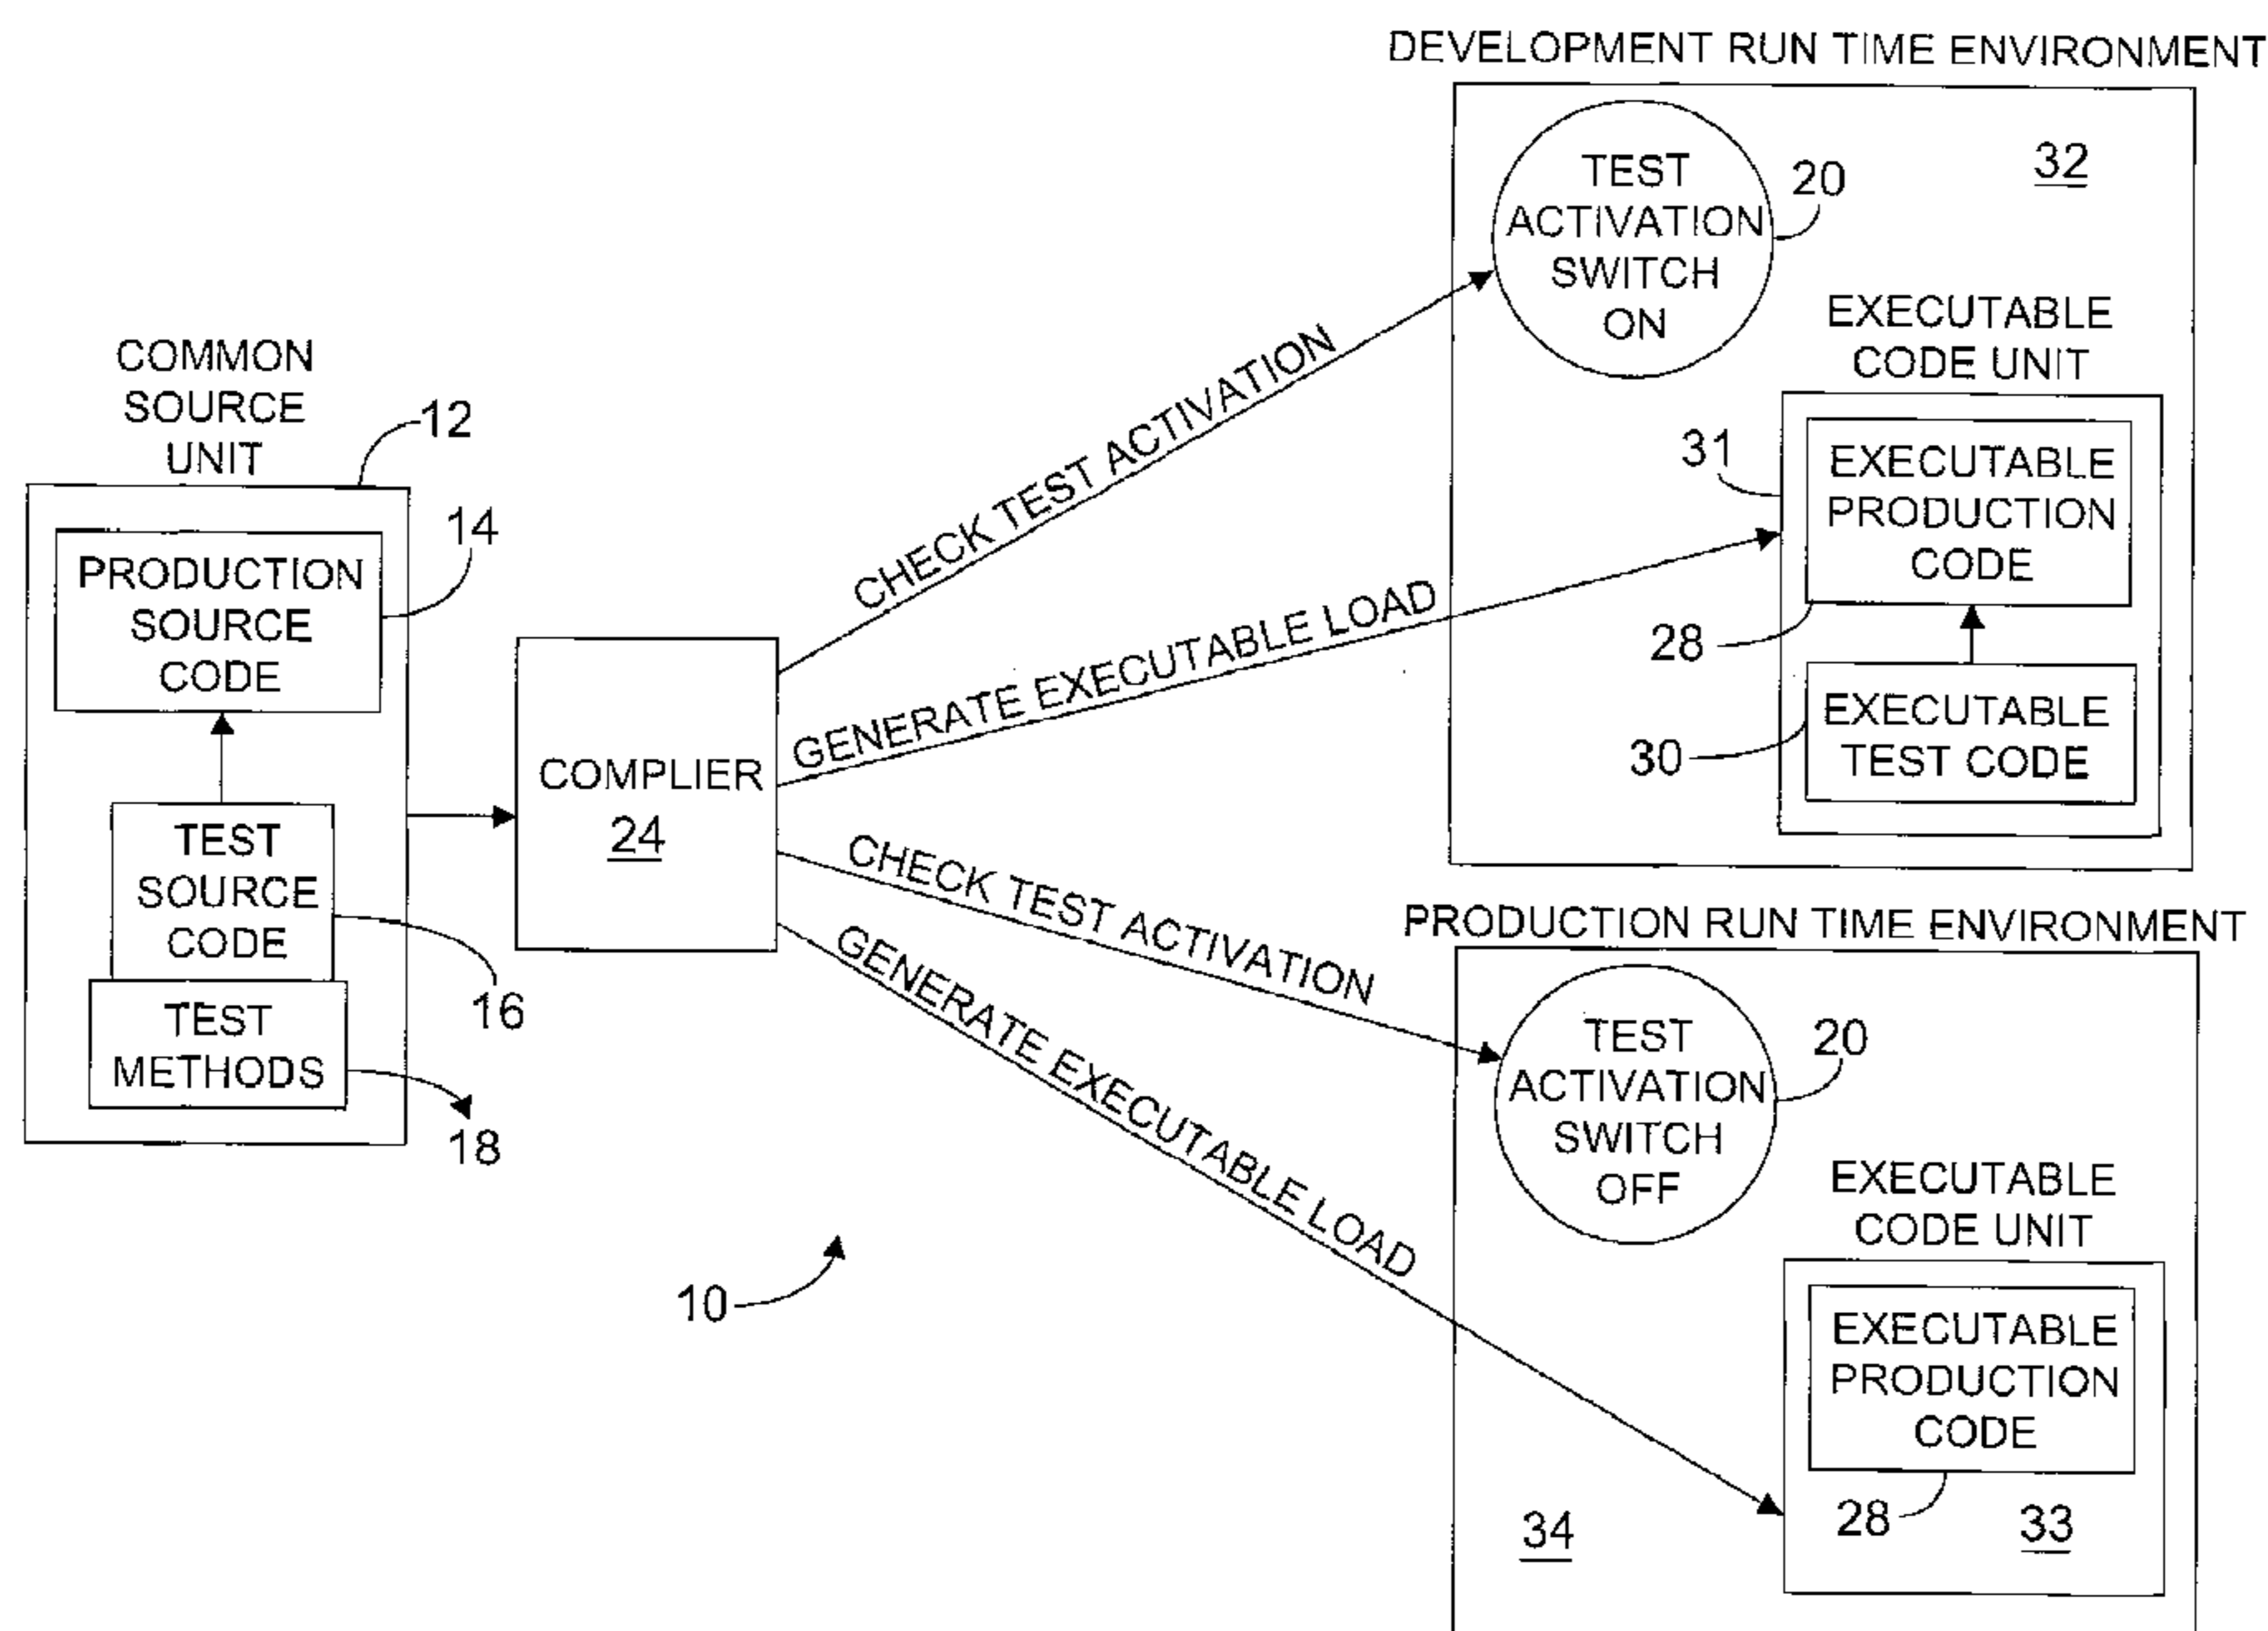 DEVELOPMENT RUN TIME ENVIRONMENT
TEST
ACTIVATION
SWITCH
ON
20
32
EXECUTABLE
CODE UNIT
31
EXECUTABLE
PRODUCTION
CODE
28
EXECUTABLE
TEST CODE
30
COMMON
SOURCE
UNIT
12
PRODUCTION
SOURCE
CODE
14
TEST
SOURCE
CODE
16
TEST
METHODS
18
COMPLIER
24
CHECK TEST ACTIVATION
GENERATE EXECUTABLE LOAD
CHECK TEST ACTIVATION
GENERATE EXECUTABLE LOAD
10
PRODUCTION RUN TIME ENVIRONMENT
TEST
ACTIVATION
SWITCH
OFF
20
EXECUTABLE
CODE UNIT
EXECUTABLE
PRODUCTION
CODE
28
33
34